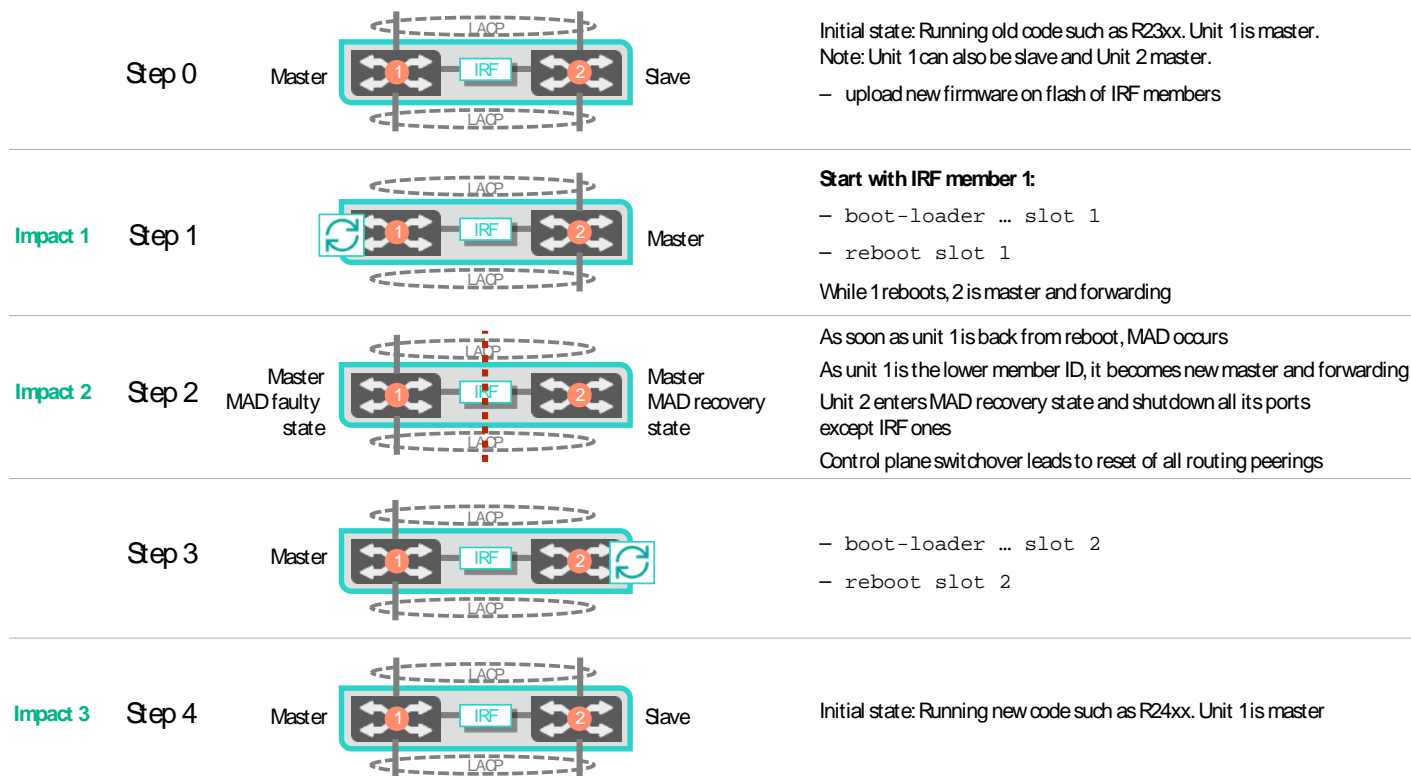 LACP
Step 0
Master
1
IRF
2
Slave
LACP
Initial state: Running old code such as R23xx. Unit 1 is master.
Note: Unit 1 can also be slave and Unit 2 master.
– upload new firmware on flash of IRF members
LACP
Impact 1
Step 1
1
IRF
2
Master
LACP
Start with IRF member 1:
– boot-loader … slot 1
– reboot slot 1
While 1 reboots, 2 is master and forwarding
LACP
Impact 2
Step 2
Master
MAD faulty
state
1
IRF
2
Master
MAD recovery
state
LACP
As soon as unit 1 is back from reboot, MAD occurs
As unit 1 is the lower member ID, it becomes new master and forwarding
Unit 2 enters MAD recovery state and shutdown all its ports
except IRF ones
Control plane switchover leads to reset of all routing peerings
LACP
Step 3
Master
1
IRF
2
LACP
– boot-loader … slot 2
– reboot slot 2
LACP
Impact 3
Step 4
Master
1
IRF
2
Slave
LACP
Initial state: Running new code such as R24xx. Unit 1 is master